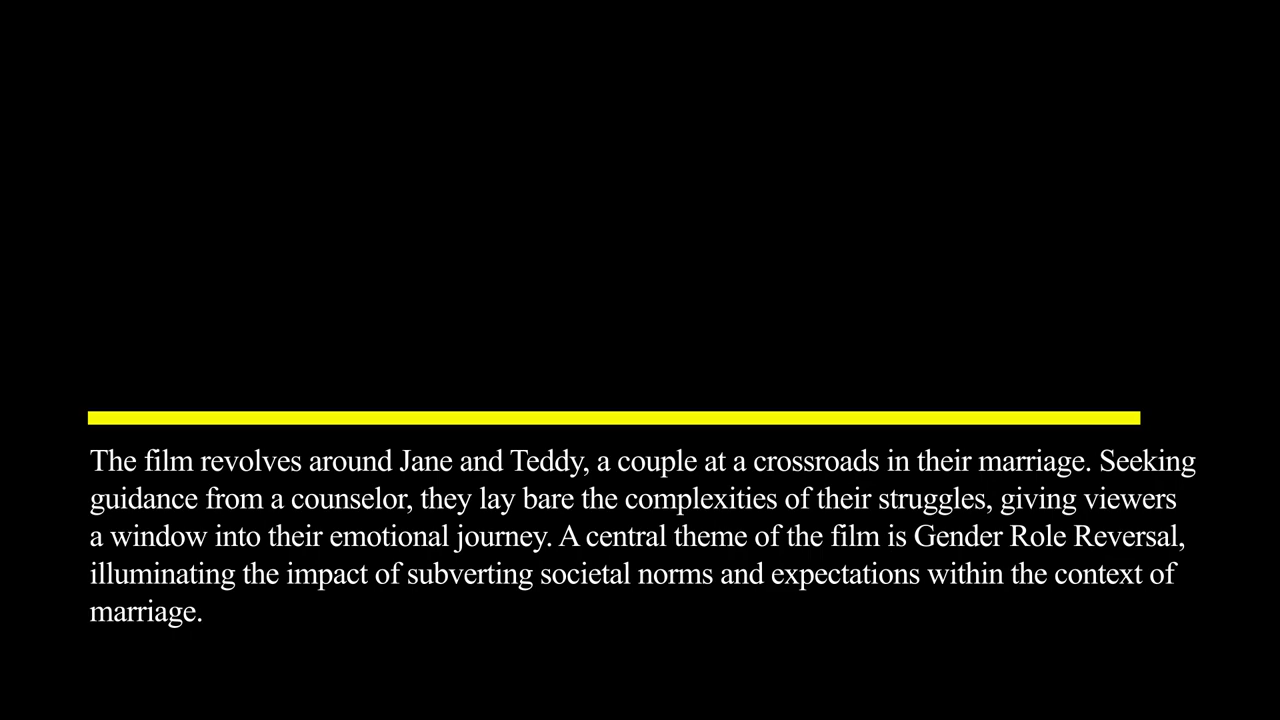 The film revolves around Jane and Teddy, a couple at a crossroads in their marriage. Seeking
guidance from a counselor, they lay bare the complexities of their struggles, giving viewers
a window into their emotional journey. A central theme of the film is Gender Role Reversal,
illuminating the impact of subverting societal norms and expectations within the context of
marriage.